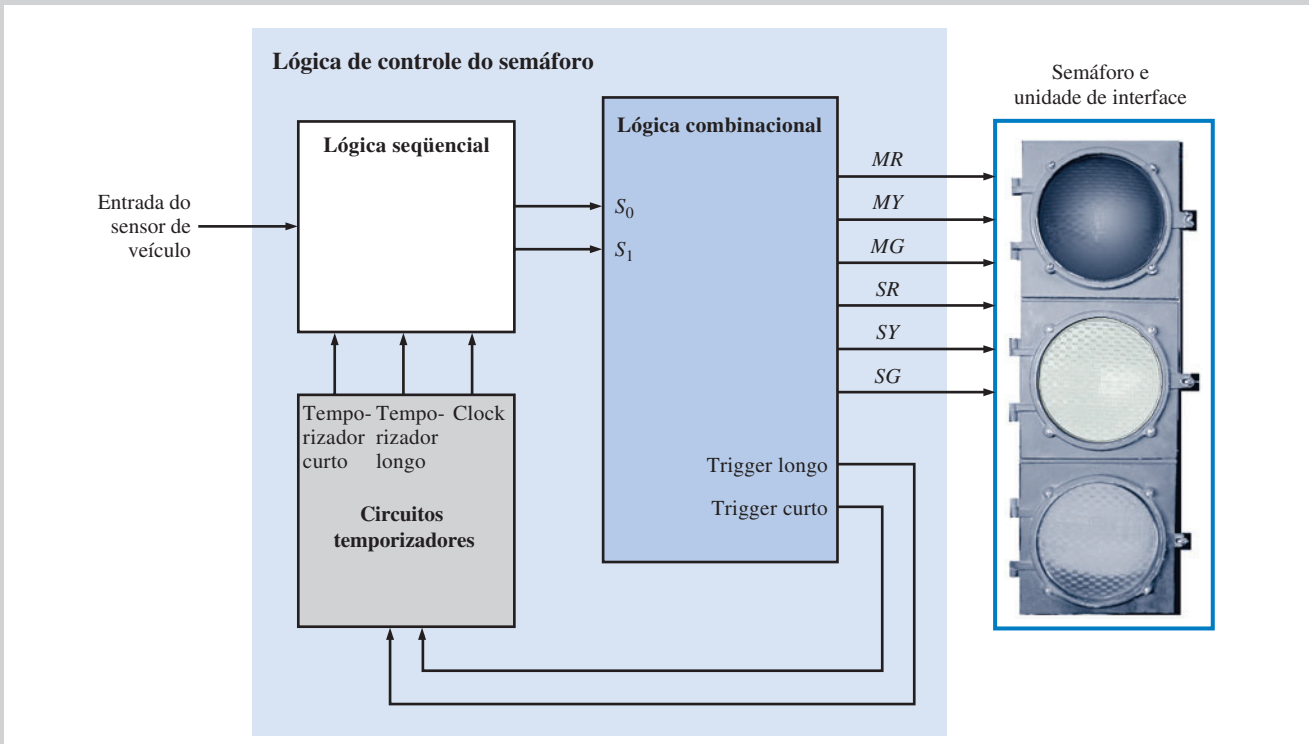 Lógica de controle do semáforo
Semáforo e
unidade de interface
Lógica seqüencial
Lógica combinacional
Entrada do
sensor de
veículo
S0
S1
MR
MY
MG
SR
SY
SG
Tempo-
rizador
curto
Tempo-
rizador
longo
Clock
Circuitos
temporizadores
Trigger longo
Trigger curto